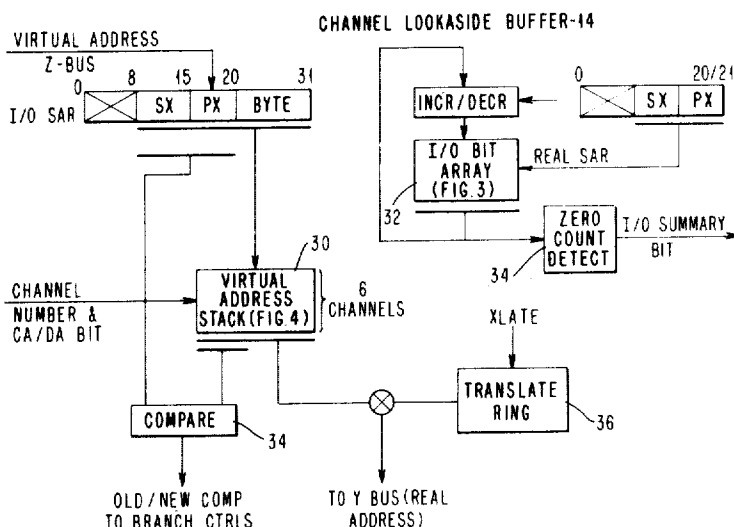 CHANNEL LOOKASIDE BUFFER-14
VIRTUAL ADDRESS
Z-BUS
0 8 15 20 31
I/O SAR SX PX BYTE
INCR/DECR
0 20/21
SX PX
I/O BIT
ARRAY
(FIG.3)
32
REAL SAR
ZERO
COUNT
DETECT
34
I/O SUMMARY
BIT
30
VIRTUAL
ADDRESS
STACK(FIG.4)
6
CHANNELS
CHANNEL
NUMBER &
CA/DA BIT
XLATE
TRANSLATE
RING
36
COMPARE
34
OLD/NEW COMP
TO BRANCH CTRLS
TO Y BUS(REAL
ADDRESS)